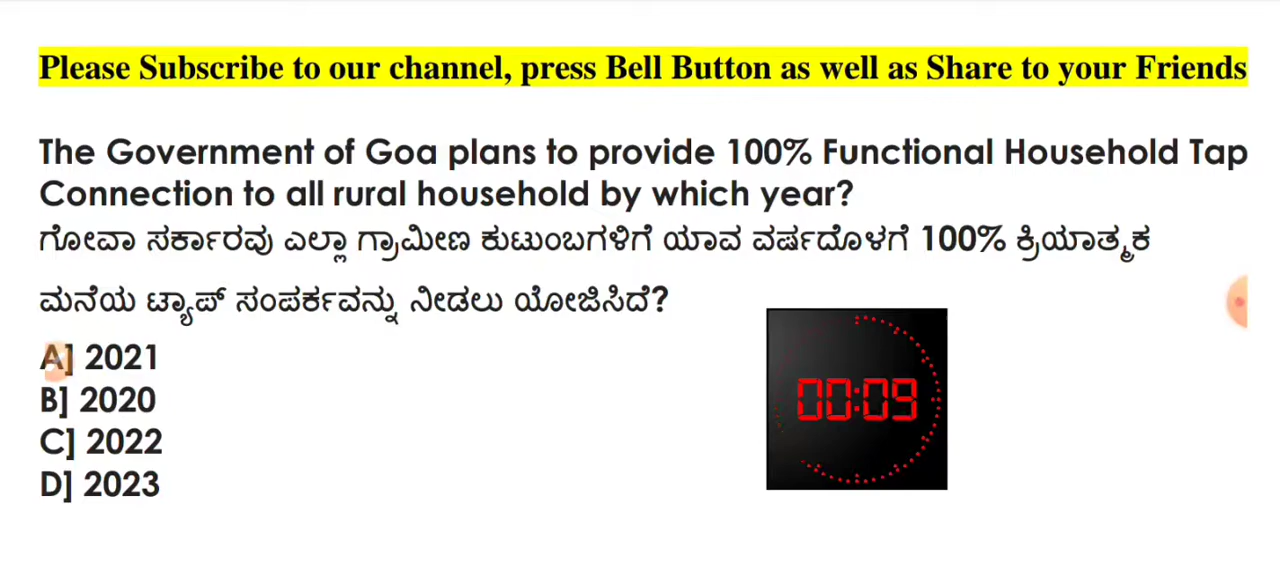 Please Subscribe to our channel, press Bell Button as well as Share to your Friends
The Government of Goa plans to provide 100% Functional Household Tap
Connection to all rural household by which year?
ಗೋವಾ ಸರ್ಕಾರವು ಎಲ್ಲಾ ಗ್ರಾಮೀಣ ಕುಟುಂಬಗಳಿಗೆ ಯಾವ ವರ್ಷದೊಳಗೆ 100% ಕ್ರಿಯಾತ್ಮಕ
ಮನೆಯ ಟ್ಯಾಪ್ ಸಂಪರ್ಕವನ್ನು ನೀಡಲು ಯೋಜಿಸಿದೆ?
A] 2021
B] 2020
C] 2022
D] 2023
00:09